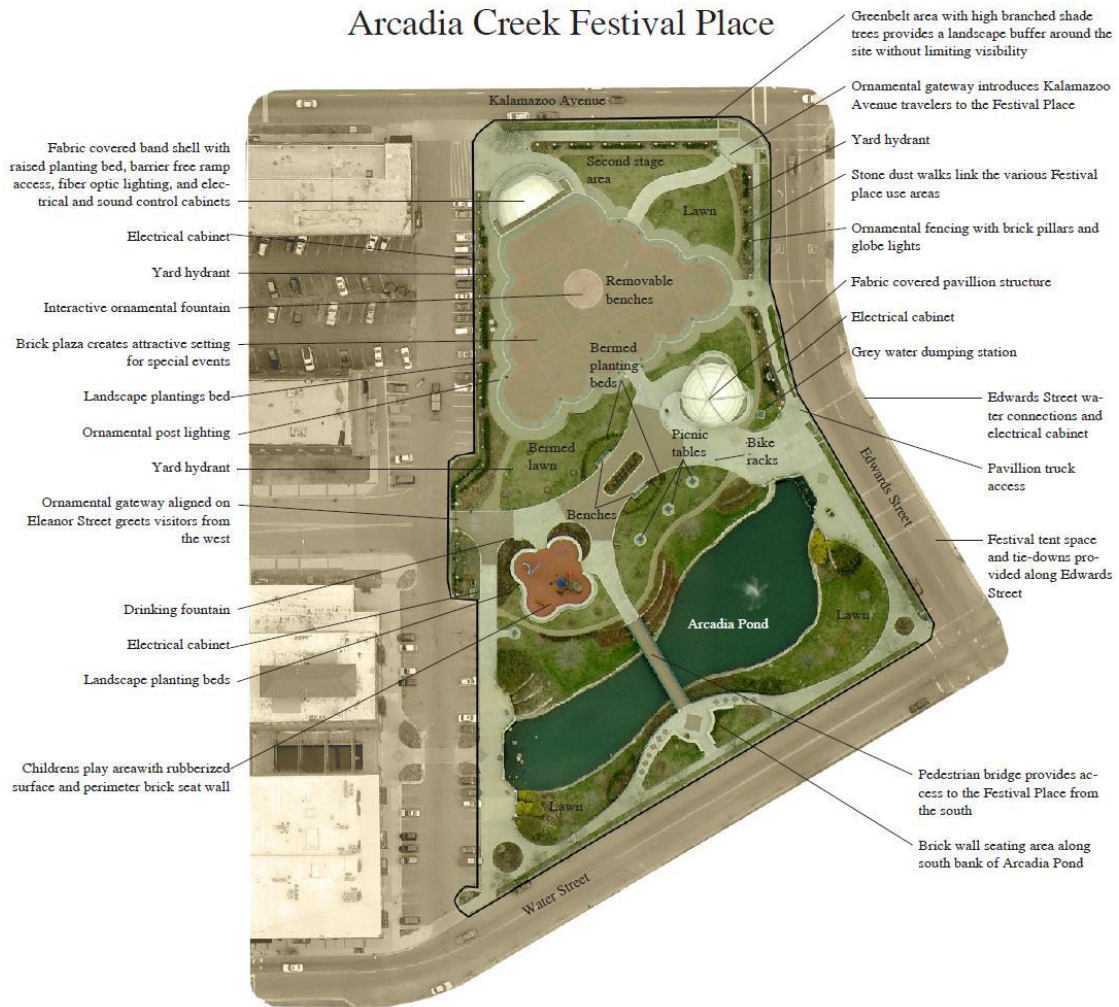 Arcadia Creek Festival Place
Greenbelt area with high branched shade
trees provides a landscape buffer around the
site without limiting visibility
Kalamazoo Avenue
Ornamental gateway introduces Kalamazoo
Avenue travelers to the Festival Place
Fabric covered band shell with
raised planting bed, barrier free ramp
access, fiber optic lighting, and elec-
trical and sound control cabinets
Second stage
area
Yard hydrant
Stone dust walks link the various Festival
place use areas
Lawn
Electrical cabinet
Ornamental fencing with brick pillars and
globe lights
Yard hydrant
Removable
benches
Fabric covered pavillion structure
Interactive ornamental fountain
Electrical cabinet
Brick plaza creates attractive setting
for special events
Bermed
planting
beds
Grey water dumping station
Landscape plantings bed
Edwards Street wa-
ter connections and
electrical cabinet
Ornamental post lighting
Bermed
lawn
Picnic
tables
Bike
racks
Yard hydrant
Edwards Street
Pavillion truck
access
Ornamental gateway aligned on
Eleanor Street greets visitors from
the west
Benches
Festival tent space
and tie-downs pro-
vided along Edwards
Street
Drinking fountain
Arcadia Pond
Lawn
Electrical cabinet
Landscape planting beds
Childrens play areawith rubberized
surface and perimeter brick seat wall
Pedestrian bridge provides ac-
cess to the Festival Place from
the south
Lawn
Brick wall seating area along
south bank of Arcadia Pond
Water Street